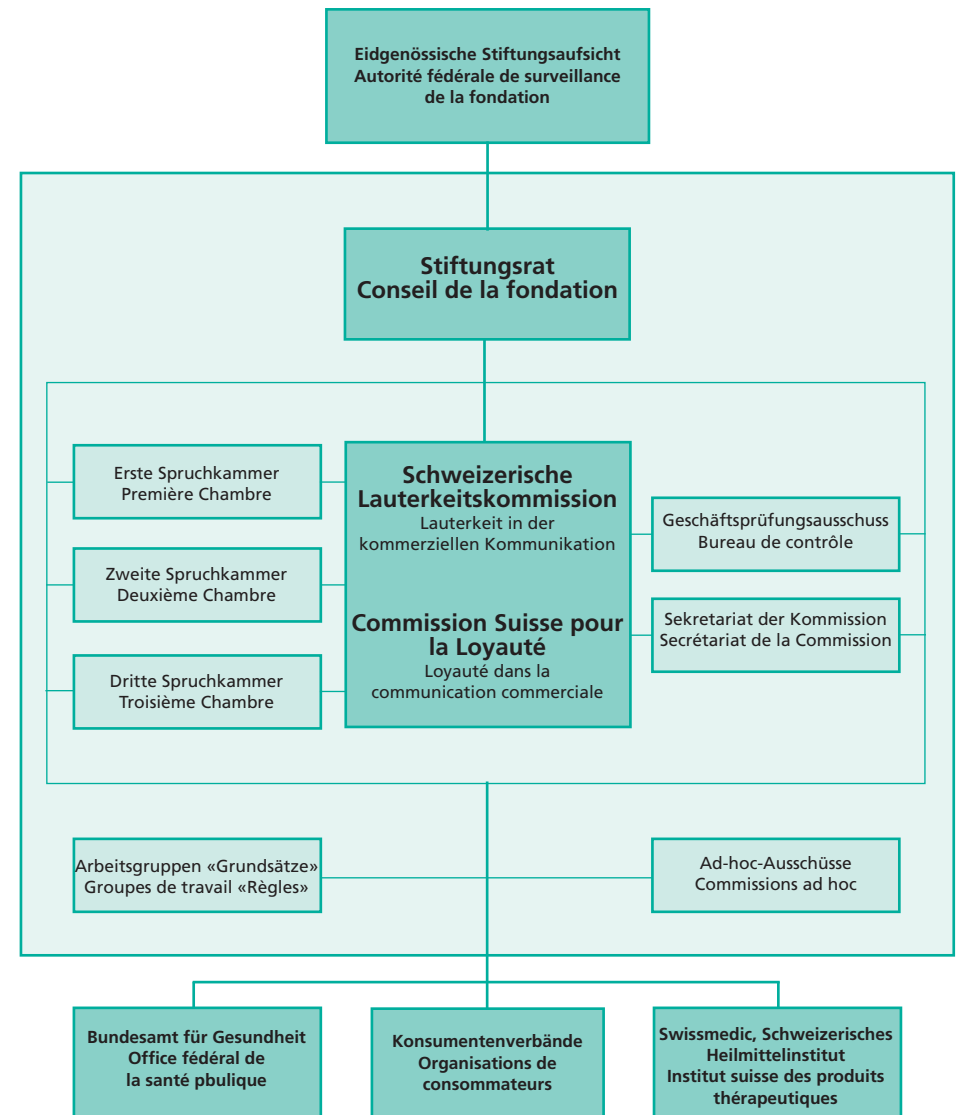 Eidgenössische Stiftungsaufsicht
Autorité fédérale de surveillance
de la fondation
Stiftungsrat
Conseil de la fondation
Erste Spruchkammer
Première Chambre
Zweite Spruchkammer
Deuxième Chambre
Dritte Spruchkammer
Troisième Chambre
Schweizerische
Lauterkeitskommission
Lauterkeit in der
kommerziellen Kommunikation
Commission Suisse pour
la Loyauté
Loyauté dans la
communication commerciale
Geschäftsprüfungsausschuss
Bureau de contrôle
Sekretariat der Kommission
Secrétariat de la Commission
Arbeitsgruppen «Grundsätze»
Groupes de travail «Règles»
Ad-hoc-Ausschüsse
Commissions ad hoc
Bundesamt für Gesundheit
Office fédéral de
la santé pbulique
Konsumentenverbände
Organisations de
consommateurs
Swissmedic, Schweizerisches
Heilmittelinstitut
Institut suisse des produits
thérapeutiques